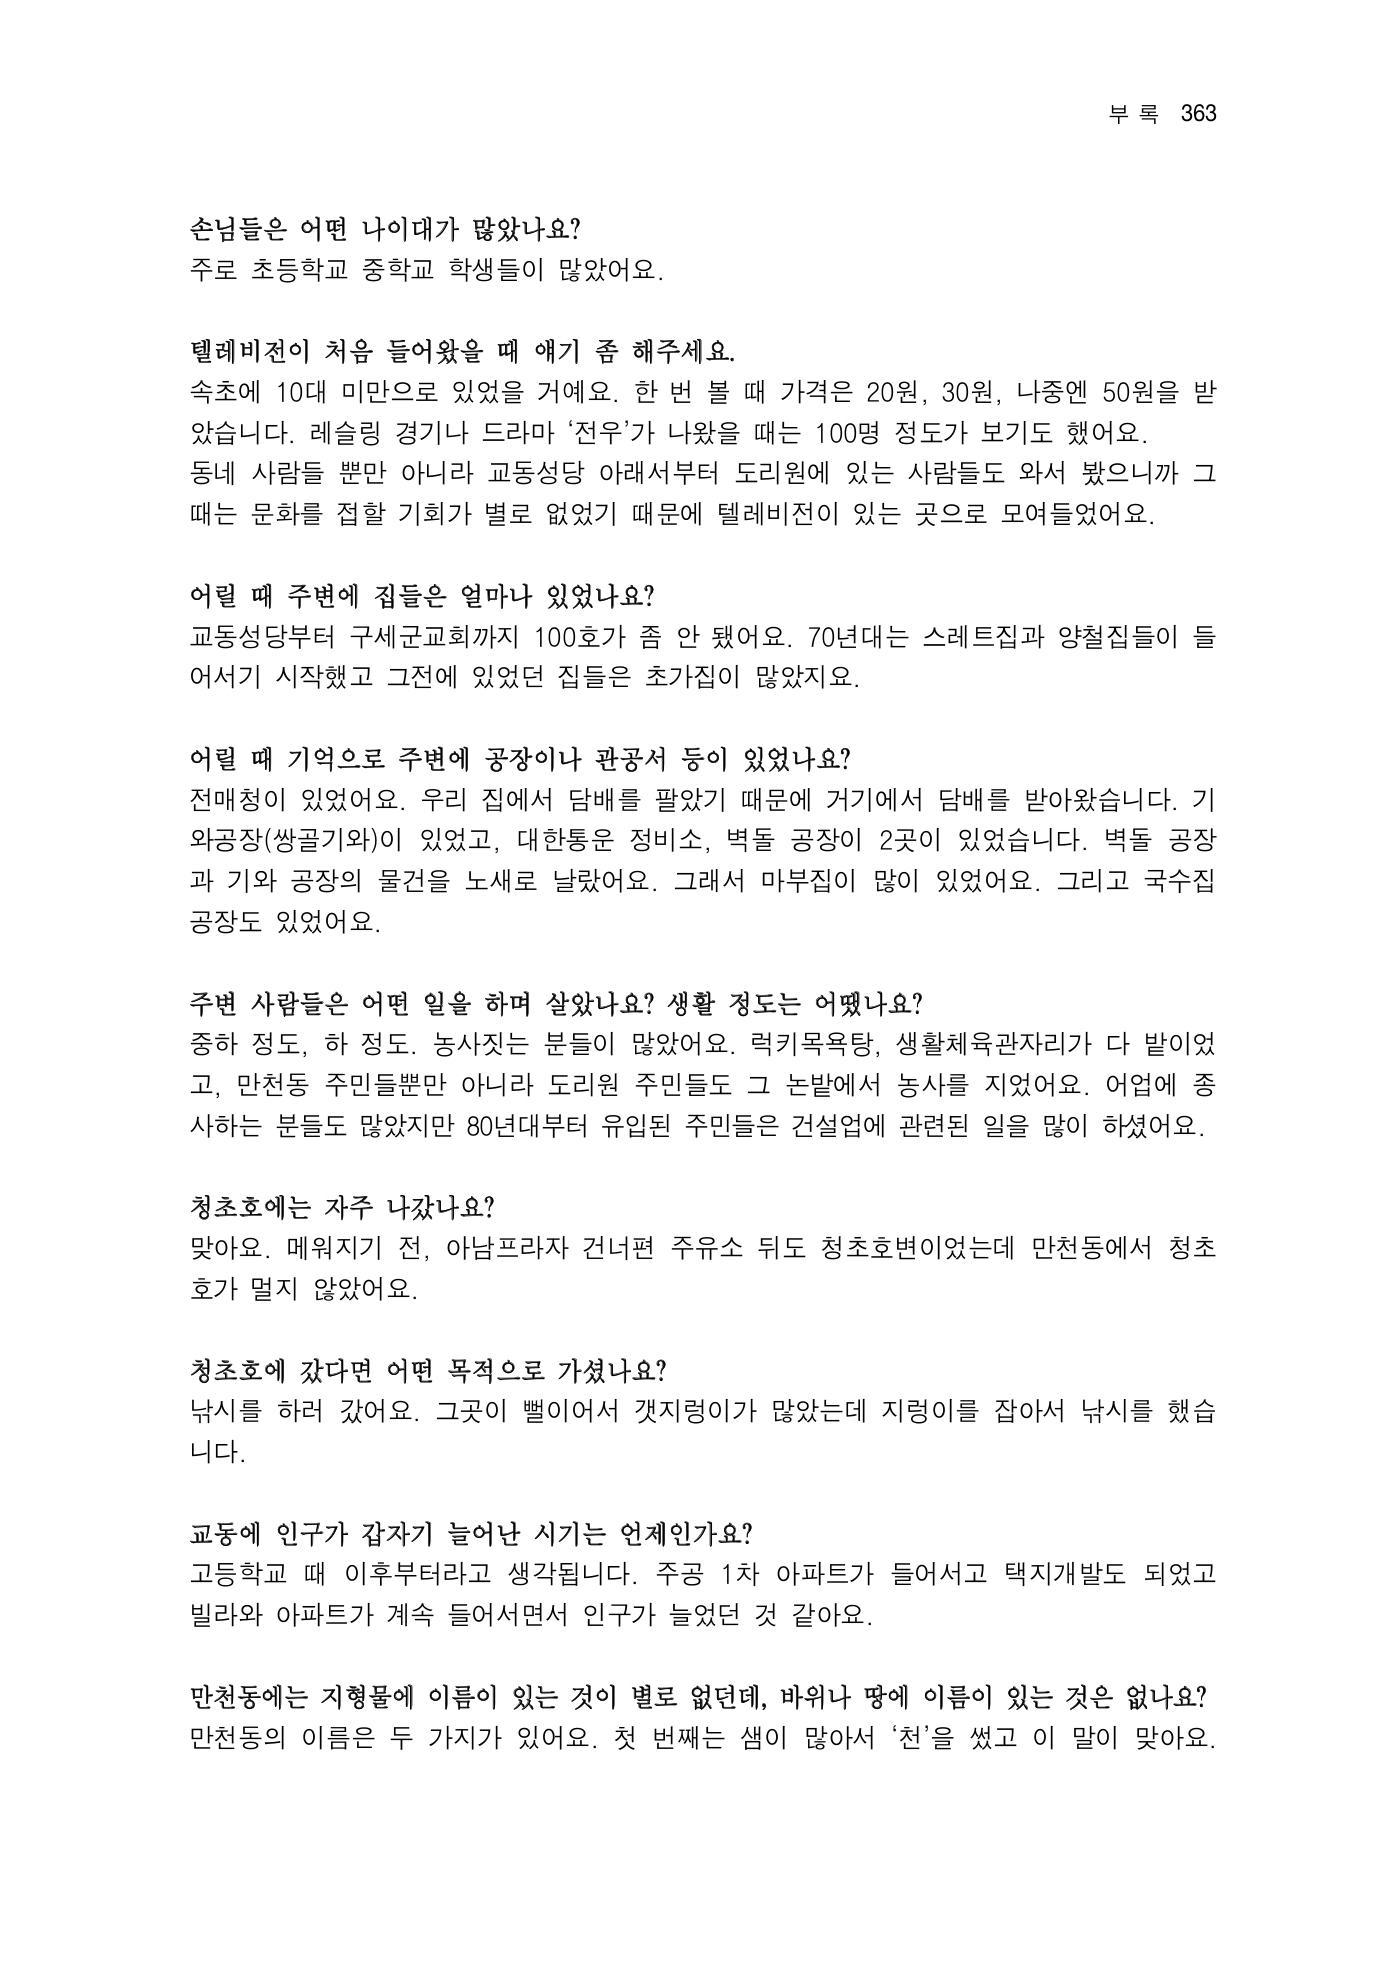 부 록 363
손님들은 어떤 나이대가 많았나요?
주로 초등학교 중학교 학생들이 많았어요.
텔레비전이 처음 들어왔을 때 얘기 좀 해주세요.
속초에 10대 미만으로 있었을 거예요. 한 번 볼 때 가격은 20원, 30원, 나중엔 50원을 받
았습니다. 레슬링 경기나 드라마 ‘전우’가 나왔을 때는 100명 정도가 보기도 했어요.
동네 사람들 뿐만 아니라 교동성당 아래서부터 도리원에 있는 사람들도 와서 봤으니까 그
때는 문화를 접할 기회가 별로 없었기 때문에 텔레비전이 있는 곳으로 모여들었어요.
어릴 때 주변에 집들은 얼마나 있었나요?
교동성당부터 구세군교회까지 100호가 좀 안 됐어요. 70년대는 스레트집과 양철집들이 들
어서기 시작했고 그전에 있었던 집들은 초가집이 많았지요.
어릴 때 기억으로 주변에 공장이나 관공서 등이 있었나요?
전매청이 있었어요. 우리 집에서 담배를 팔았기 때문에 거기에서 담배를 받아왔습니다. 기
와공장(쌍골기와)이 있었고, 대한통운 정비소, 벽돌 공장이 2곳이 있었습니다. 벽돌 공장
과 기와 공장의 물건을 노새로 날랐어요. 그래서 마부집이 많이 있었어요. 그리고 국수집
공장도 있었어요.
주변 사람들은 어떤 일을 하며 살았나요? 생활 정도는 어땠나요?
중하 정도, 하 정도. 농사짓는 분들이 많았어요. 럭키목욕탕, 생활체육관자리가 다 밭이었
고, 만천동 주민들뿐만 아니라 도리원 주민들도 그 논밭에서 농사를 지었어요. 어업에 종
사하는 분들도 많았지만 80년대부터 유입된 주민들은 건설업에 관련된 일을 많이 하셨어요.
청초호에는 자주 나갔나요?
맞아요. 메워지기 전, 아남프라자 건너편 주유소 뒤도 청초호변이었는데 만천동에서 청초
호가 멀지 않았어요.
청초호에 갔다면 어떤 목적으로 가셨나요?
낚시를 하러 갔어요. 그곳이 뻘이어서 갯지렁이가 많았는데 지렁이를 잡아서 낚시를 했습
니다.
교동에 인구가 갑자기 늘어난 시기는 언제인가요?
고등학교 때 이후부터라고 생각됩니다. 주공 1차 아파트가 들어서고 택지개발도 되었고
빌라와 아파트가 계속 들어서면서 인구가 늘었던 것 같아요.
만천동에는 지형물에 이름이 있는 것이 별로 없던데, 바위나 땅에 이름이 있는 것은 없나요?
만천동의 이름은 두 가지가 있어요. 첫 번째는 샘이 많아서 ‘천’을 썼고 이 말이 맞아요.